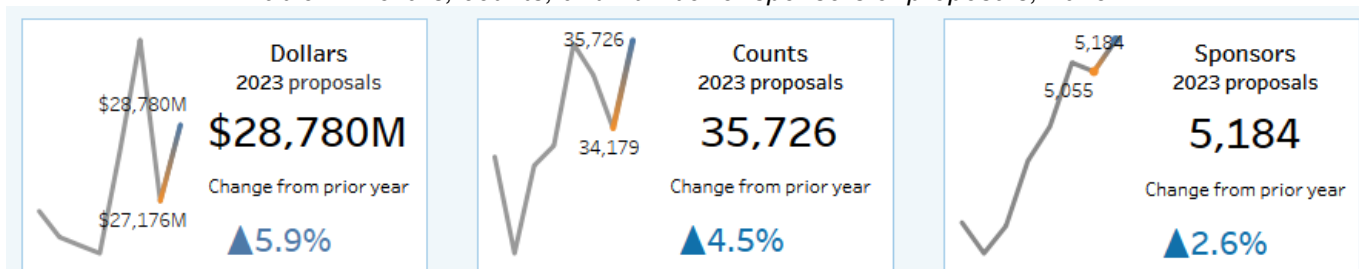 Dollars
2023 proposals
$28,780M
$28,780M
Change from prior year
$27,176M
▲5.9%
35,726
Counts
2023 proposals
35,726
34,179
Change from prior year
▲4.5%
5,184
Sponsors
2023 proposals
5,055
5,184
Change from prior year
▲2.6%